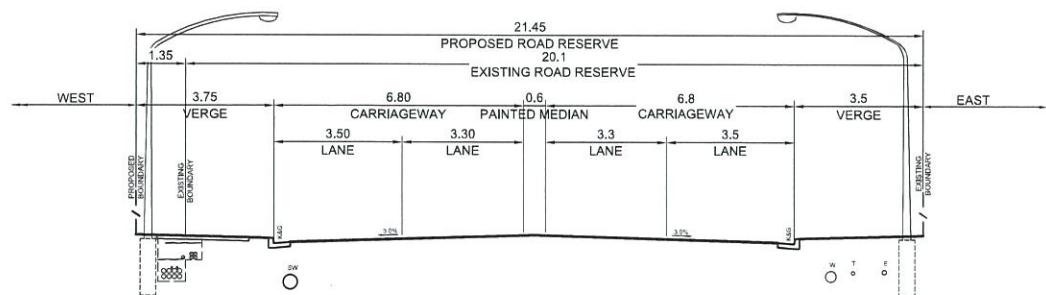 21.45
PROPOSED ROAD RESERVE
1.35
20.1
EXISTING ROAD RESERVE
WEST
3.75
6.80
0.6
6.8
3.5
EAST
VERGE
CARRIAGEWAY
PAINTED MEDIAN
CARRIAGEWAY
VERGE
3.50
3.30
3.3
3.5
LANE
LANE
LANE
LANE
PROPOSED
BOUNDARY
EXISTING
BOUNDARY
EXISTING
BOUNDARY
K&G
3.0%
3.0%
K&G
SW
W
T
E